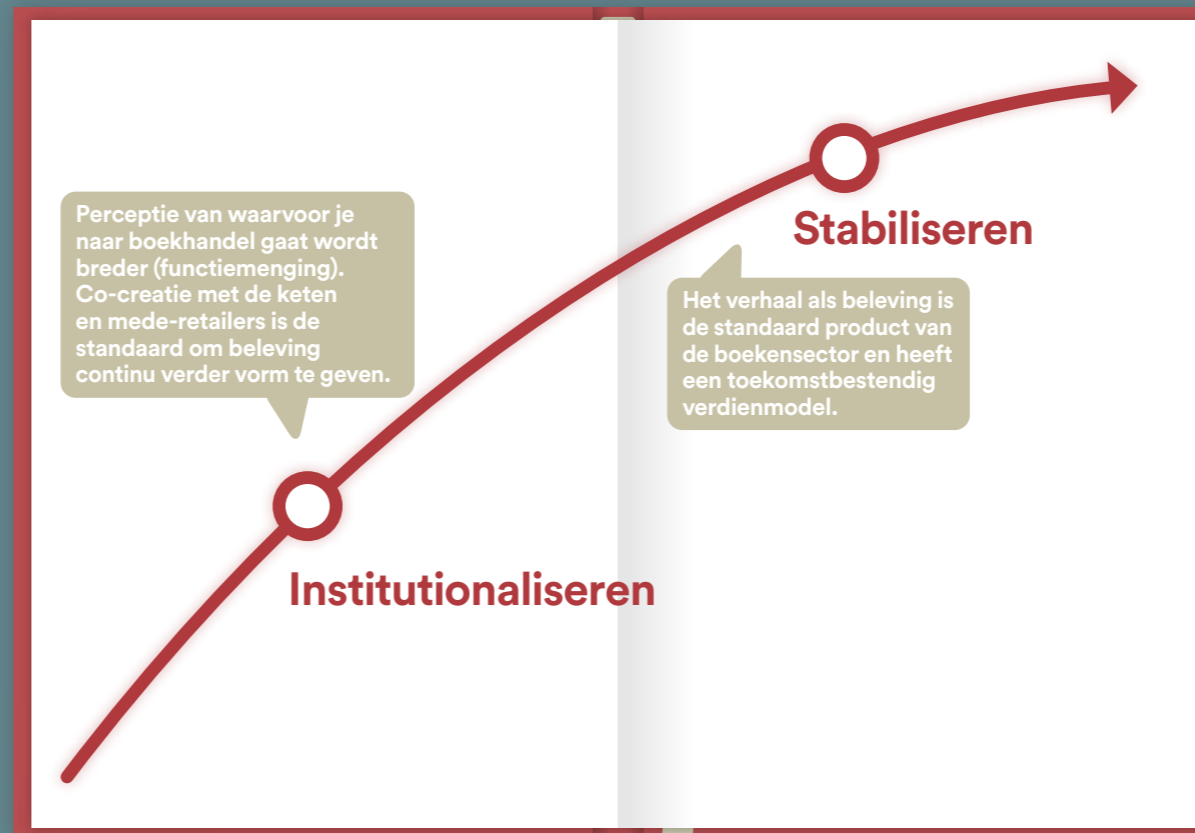 Perceptie van waarvoor je
naar boekhandel gaat wordt
breder (functiemenging).
Co-creatie met de keten
en mede-retailers is de
standaard om beleving
continu verder vorm te geven.
Institutionaliseren
Stabiliseren
Het verhaal als beleving is
de standaard product van
de boekensector en heeft
een toekomstbestendig
verdienmodel.